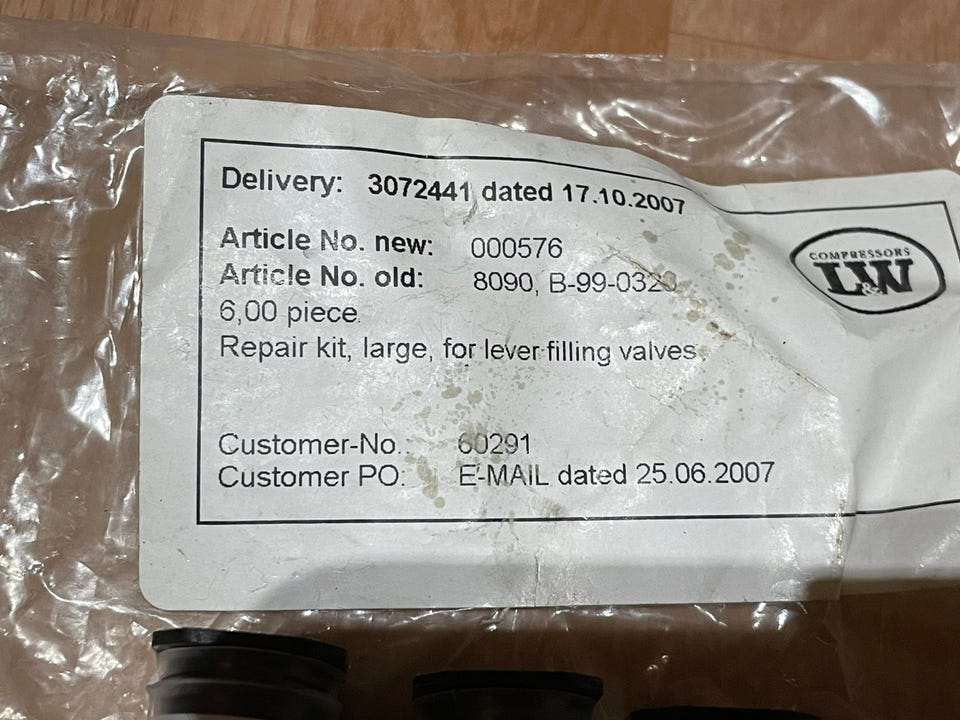 Delivery: 3072441 dated 17.10.2007
Article No. new: 000576
Article No. old: 8090, B-99-0320
6,00 piece.
Repair kit, large, for lever filling valves
Customer-No.: 60291
Customer PO: E-MAIL dated 25.06.2007
COMPRESSORS
L&W